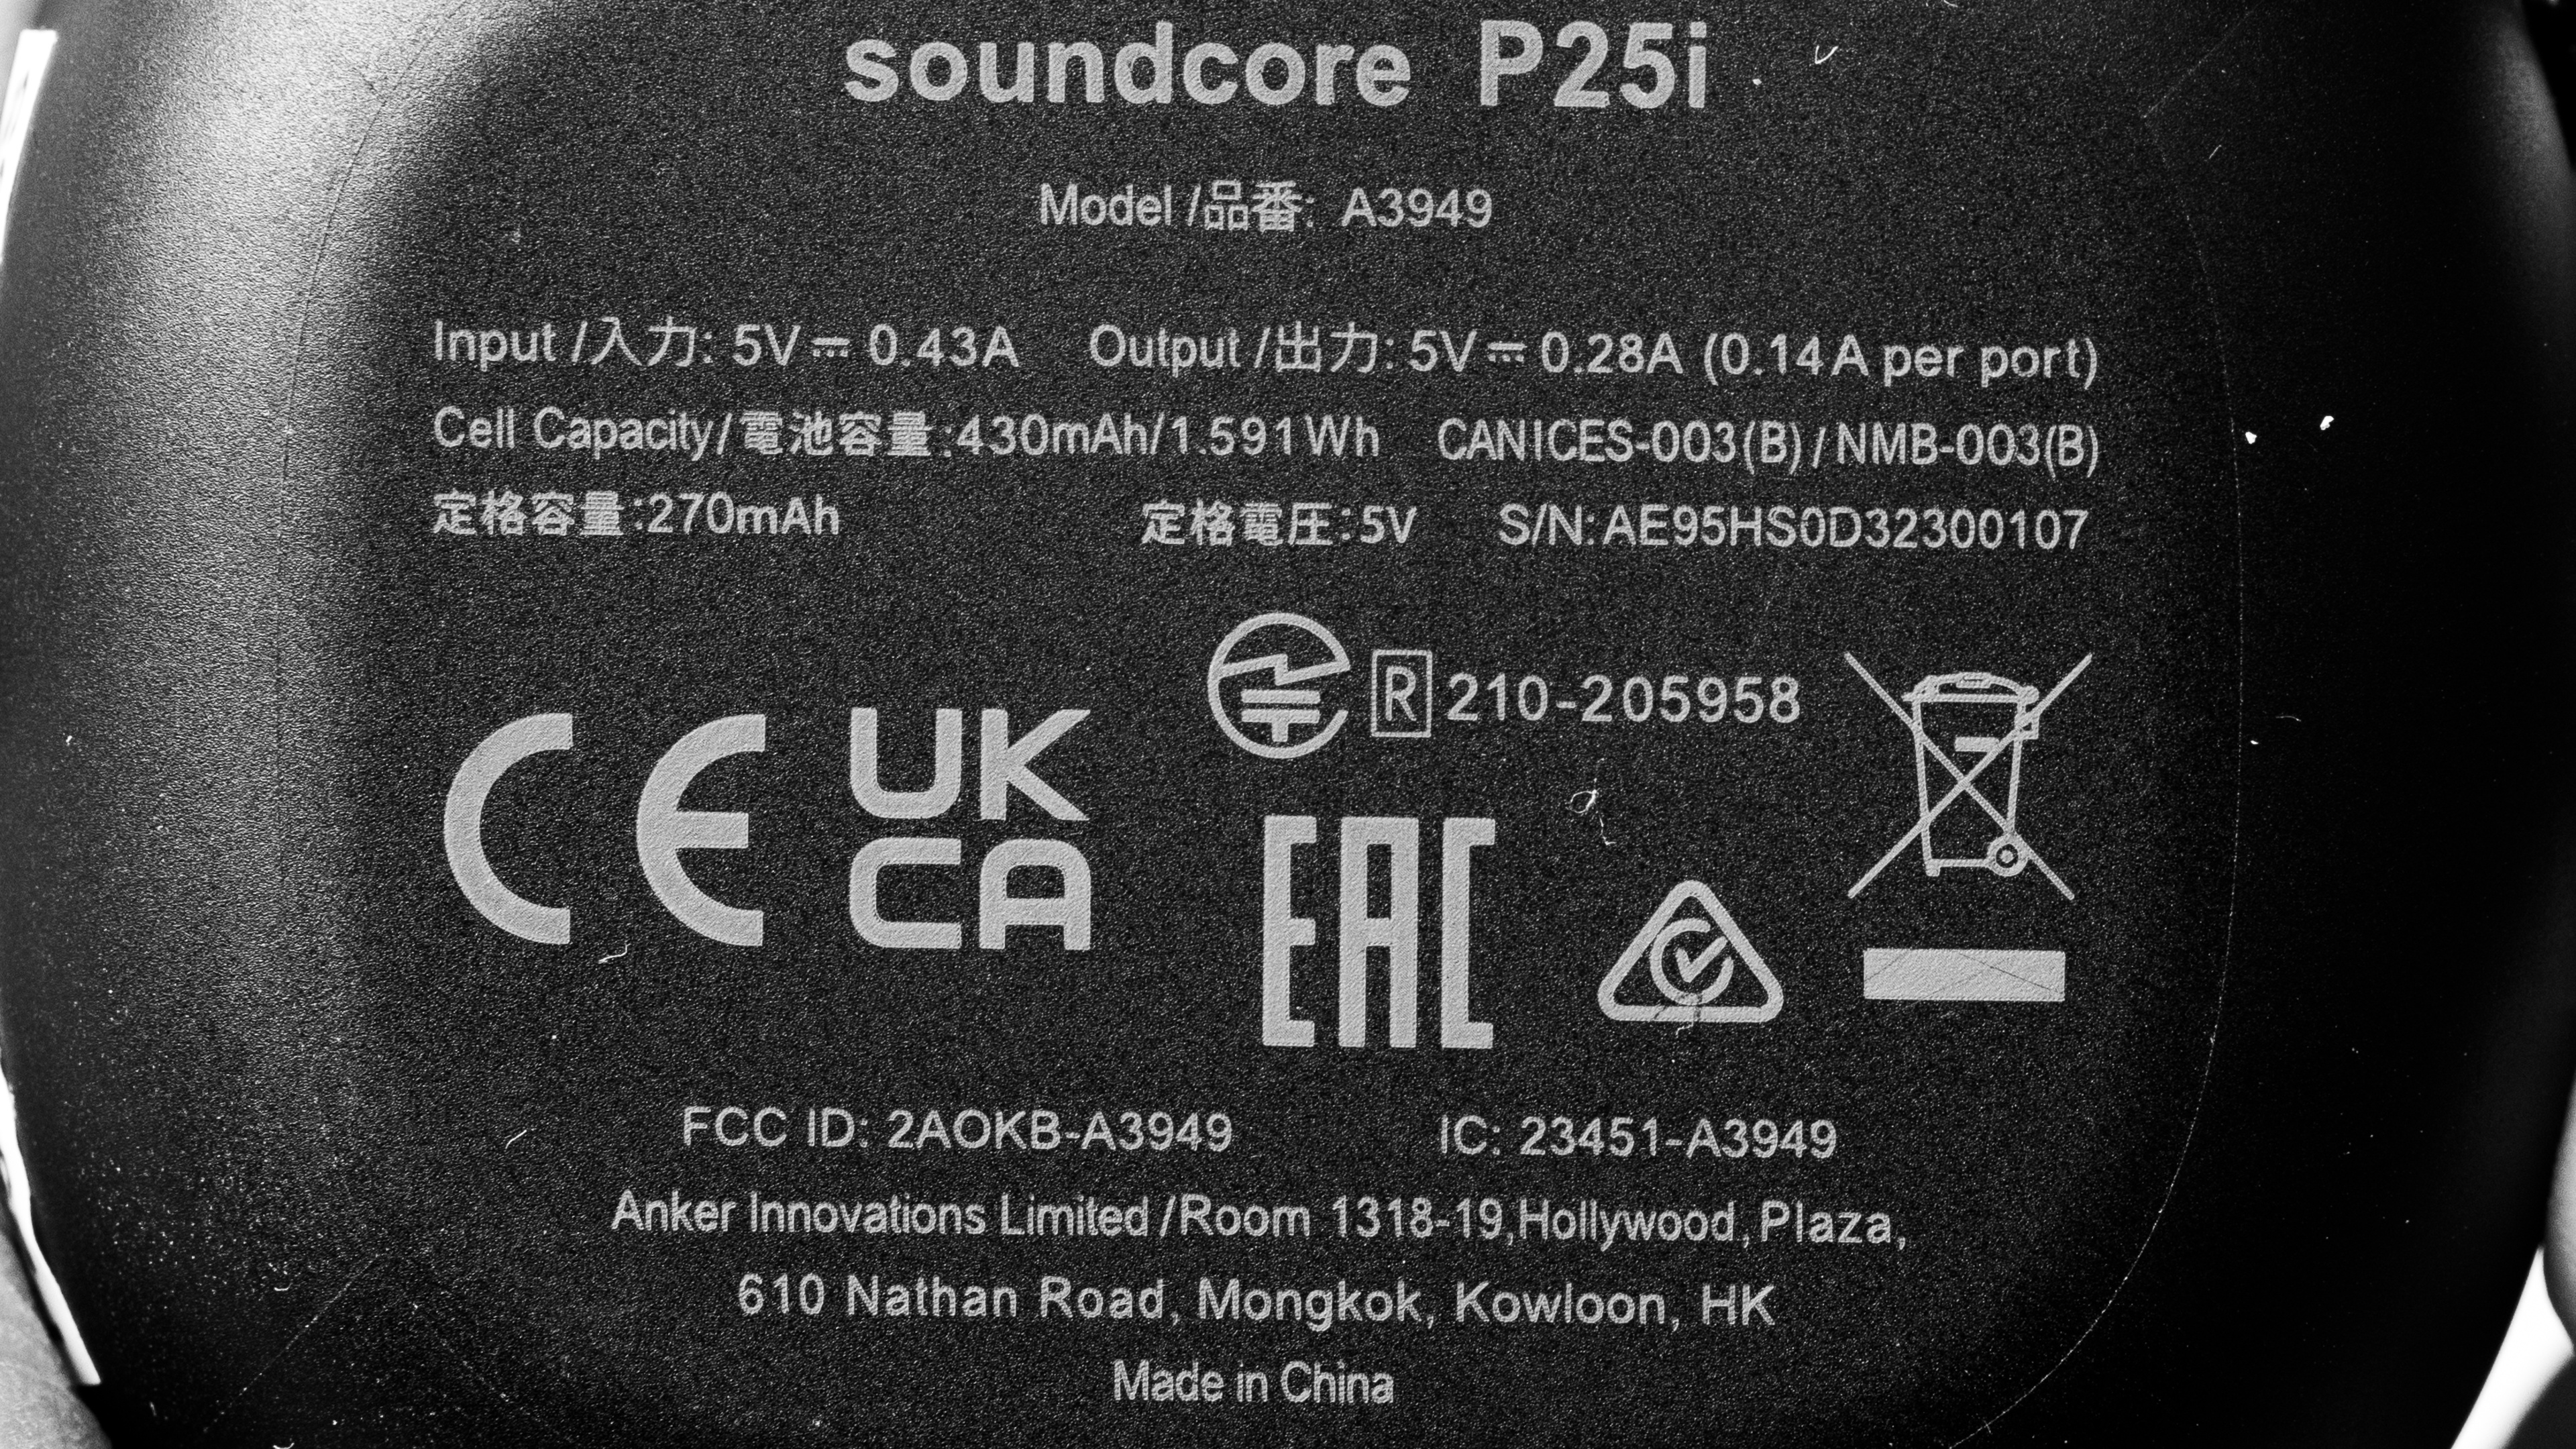 soundcore P25i
Model /品番: A3949
Input /入力: 5V⎓0.43A Output /出力: 5V⎓0.28A (0.14A per port)
Cell Capacity/電池容量:430mAh/1.591Wh CANICES-003(B)/NMB-003(B)
定格容量:270mAh 定格電圧:5V S/N:AE95HS0D32300107
R 210-205958
CE UK
CA
EAC
FCC ID: 2AOKB-A3949 IC: 23451-A3949
Anker Innovations Limited /Room 1318-19,Hollywood,Plaza,
610 Nathan Road, Mongkok, Kowloon, HK
Made in China